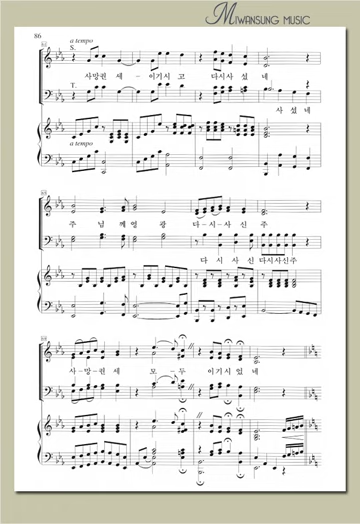 MIWANSUNG MUSIC
86
a tempo
S.
사망권 세 - 이기시 고 다시사 셨 네
T.
사 셨 네
a tempo
주 님 께 영 광 다 - 시 - 사 신 주
다 시 사 신 다시사신주
사 - 망 - 권 세 모 - 두 이기시 었 네